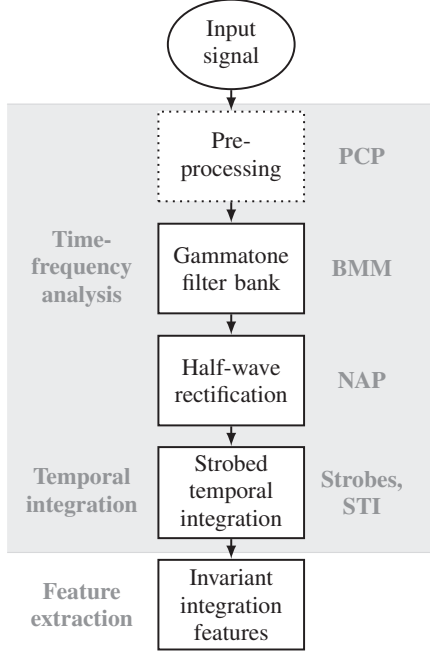 Input
signal
Pre-
processing
PCP
Time-
frequency
analysis
Gammatone
filter bank
BMM
Half-wave
rectification
NAP
Temporal
integration
Strobed
temporal
integration
Strobes,
STI
Feature
extraction
Invariant
integration
features